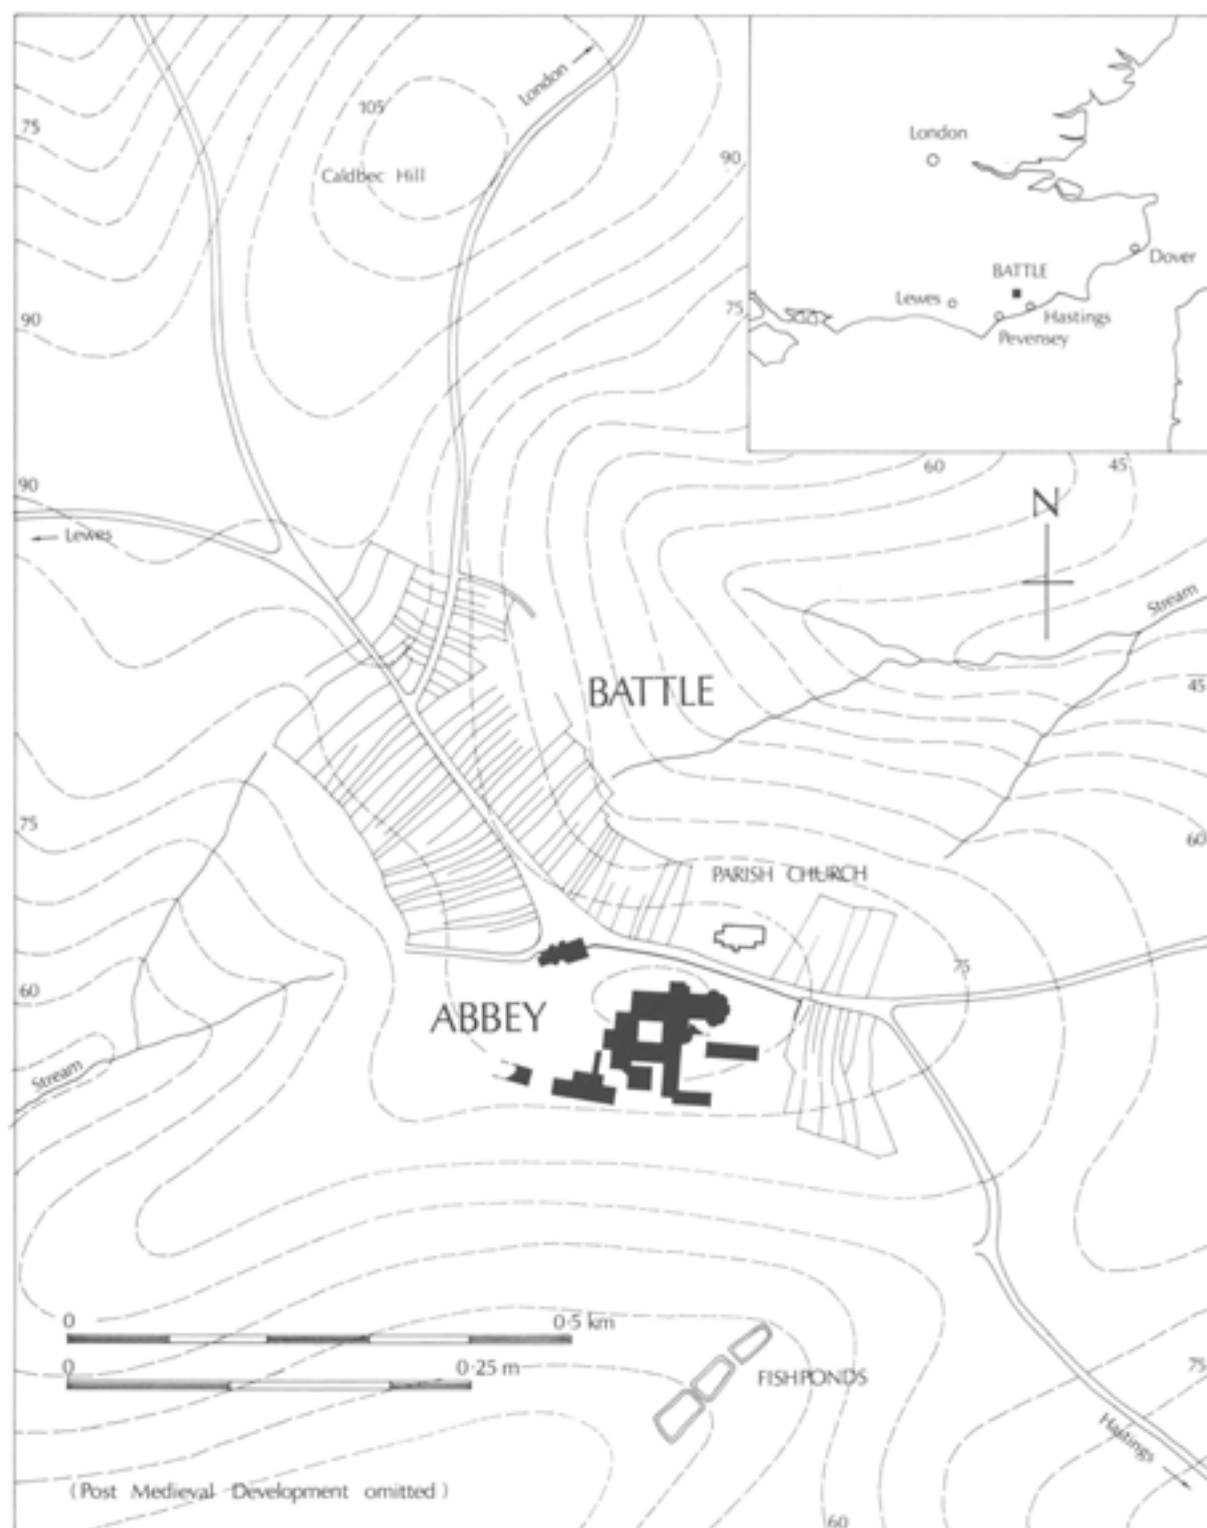 London
105
Caldbec Hill
75
90
75
90
London
BATTLE
Dover
Lewes
Hastings
Pevensey
60
45
90
Lewes
N
Stream
BATTLE
45
75
60
PARISH CHURCH
75
60
ABBEY
Stream
0
0·5 km
0
0·25 m
FISHPONDS
75
Hastings
(Post Medieval Development omitted)
60